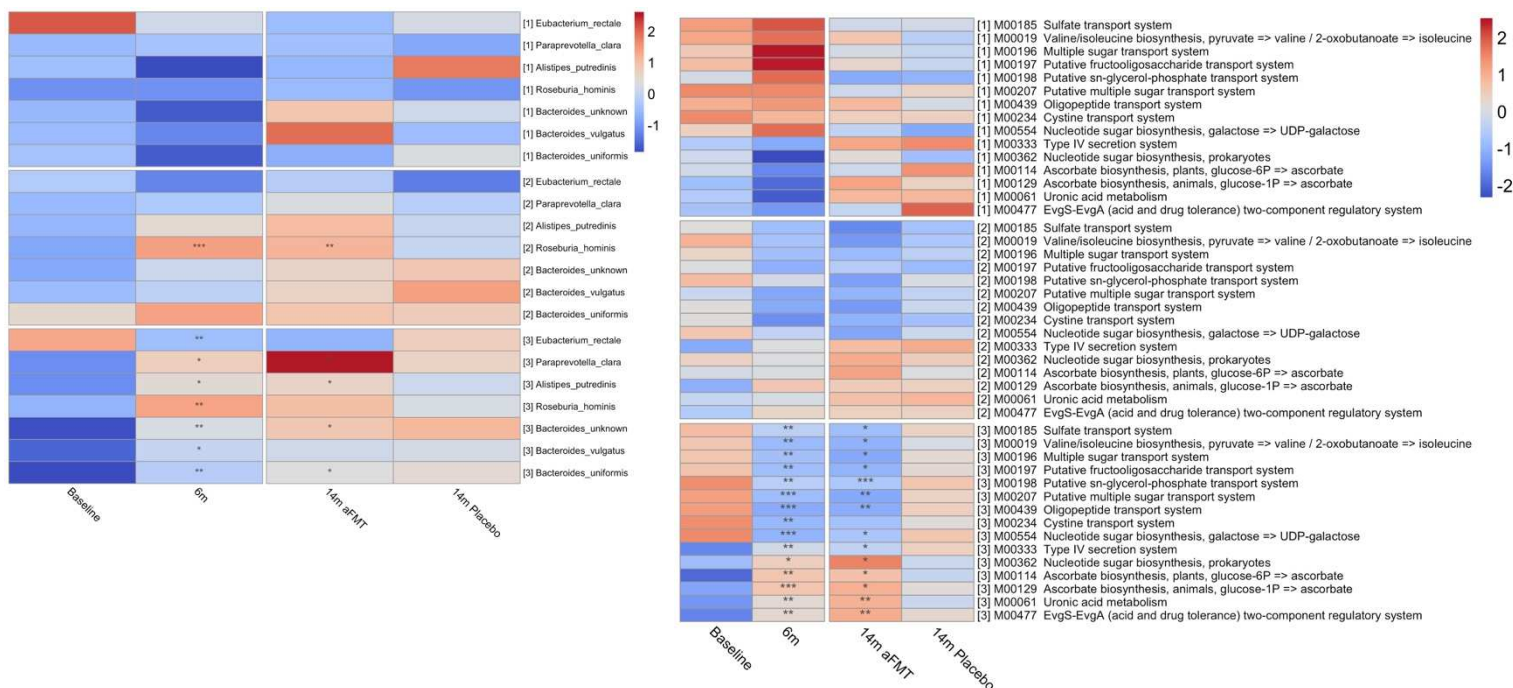 [1] Eubacterium_rectale
[1] Paraprevotella_clara
[1] Alistipes_putredinis
[1] Roseburia_hominis
[1] Bacteroides_unknown
[1] Bacteroides_vulgatus
[1] Bacteroides_uniformis
[2] Eubacterium_rectale
[2] Paraprevotella_clara
[2] Alistipes_putredinis
*** ** [2] Roseburia_hominis
[2] Bacteroides_unknown
[2] Bacteroides_vulgatus
[2] Bacteroides_uniformis
** [3] Eubacterium_rectale
* [3] Paraprevotella_clara
* * [3] Alistipes_putredinis
** [3] Roseburia_hominis
** * [3] Bacteroides_unknown
* [3] Bacteroides_vulgatus
** * [3] Bacteroides_uniformis
Baseline
6m
14m aFMT
14m Placebo
2
1
0
-1
[1] M00185 Sulfate transport system
[1] M00019 Valine/isoleucine biosynthesis, pyruvate => valine / 2-oxobutanoate => isoleucine
[1] M00196 Multiple sugar transport system
[1] M00197 Putative fructooligosaccharide transport system
[1] M00198 Putative sn-glycerol-phosphate transport system
[1] M00207 Putative multiple sugar transport system
[1] M00439 Oligopeptide transport system
[1] M00234 Cystine transport system
[1] M00554 Nucleotide sugar biosynthesis, galactose => UDP-galactose
[1] M00333 Type IV secretion system
[1] M00362 Nucleotide sugar biosynthesis, prokaryotes
[1] M00114 Ascorbate biosynthesis, plants, glucose-6P => ascorbate
[1] M00129 Ascorbate biosynthesis, animals, glucose-1P => ascorbate
[1] M00061 Uronic acid metabolism
[1] M00477 EvgS-EvgA (acid and drug tolerance) two-component regulatory system
[2] M00185 Sulfate transport system
[2] M00019 Valine/isoleucine biosynthesis, pyruvate => valine / 2-oxobutanoate => isoleucine
[2] M00196 Multiple sugar transport system
[2] M00197 Putative fructooligosaccharide transport system
[2] M00198 Putative sn-glycerol-phosphate transport system
[2] M00207 Putative multiple sugar transport system
[2] M00439 Oligopeptide transport system
[2] M00234 Cystine transport system
[2] M00554 Nucleotide sugar biosynthesis, galactose => UDP-galactose
[2] M00333 Type IV secretion system
[2] M00362 Nucleotide sugar biosynthesis, prokaryotes
[2] M00114 Ascorbate biosynthesis, plants, glucose-6P => ascorbate
[2] M00129 Ascorbate biosynthesis, animals, glucose-1P => ascorbate
[2] M00061 Uronic acid metabolism
[2] M00477 EvgS-EvgA (acid and drug tolerance) two-component regulatory system
** * [3] M00185 Sulfate transport system
** * [3] M00019 Valine/isoleucine biosynthesis, pyruvate => valine / 2-oxobutanoate => isoleucine
** * [3] M00196 Multiple sugar transport system
** * [3] M00197 Putative fructooligosaccharide transport system
** *** [3] M00198 Putative sn-glycerol-phosphate transport system
*** ** [3] M00207 Putative multiple sugar transport system
*** ** [3] M00439 Oligopeptide transport system
** [3] M00234 Cystine transport system
*** * [3] M00554 Nucleotide sugar biosynthesis, galactose => UDP-galactose
** * [3] M00333 Type IV secretion system
* * [3] M00362 Nucleotide sugar biosynthesis, prokaryotes
** * [3] M00114 Ascorbate biosynthesis, plants, glucose-6P => ascorbate
*** * [3] M00129 Ascorbate biosynthesis, animals, glucose-1P => ascorbate
** ** [3] M00061 Uronic acid metabolism
** ** [3] M00477 EvgS-EvgA (acid and drug tolerance) two-component regulatory system
Baseline
6m
14m aFMT
14m Placebo
2
1
0
-1
-2